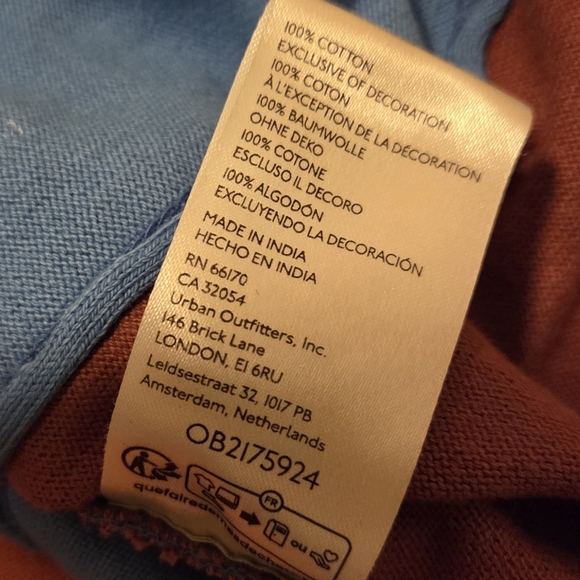 100% COTTON
EXCLUSIVE OF DECORATION
100% COTON
À L'EXCEPTION DE LA DÉCORATION
100% BAUMWOLLE
OHNE DEKO
100% COTONE
ESCLUSO IL DECORO
100% ALGODÓN
EXCLUYENDO LA DECORACIÓN
MADE IN INDIA
HECHO EN INDIA
RN 66170
CA 32054
Urban Outfitters, Inc.
146 Brick Lane
LONDON, E1 6RU
Leidsestraat 32, 1017 PB
Amsterdam, Netherlands
OB2175924
FR
ou